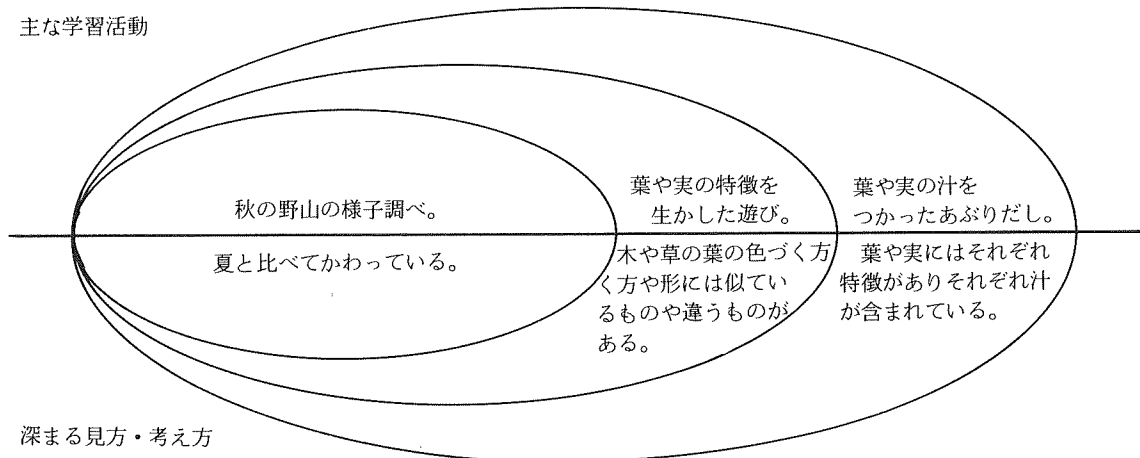 主な学習活動
秋の野山の様子調べ。
葉や実の特徴を
生かした遊び。
葉や実の汁を
つかったあぶりだし。
夏と比べてかわっている。
木や草の葉の色づく方
く方や形には似てい
るものや違うものが
ある。
葉や実にはそれぞれ
特徴がありそれぞれ汁
が含まれている。
深まる見方・考え方